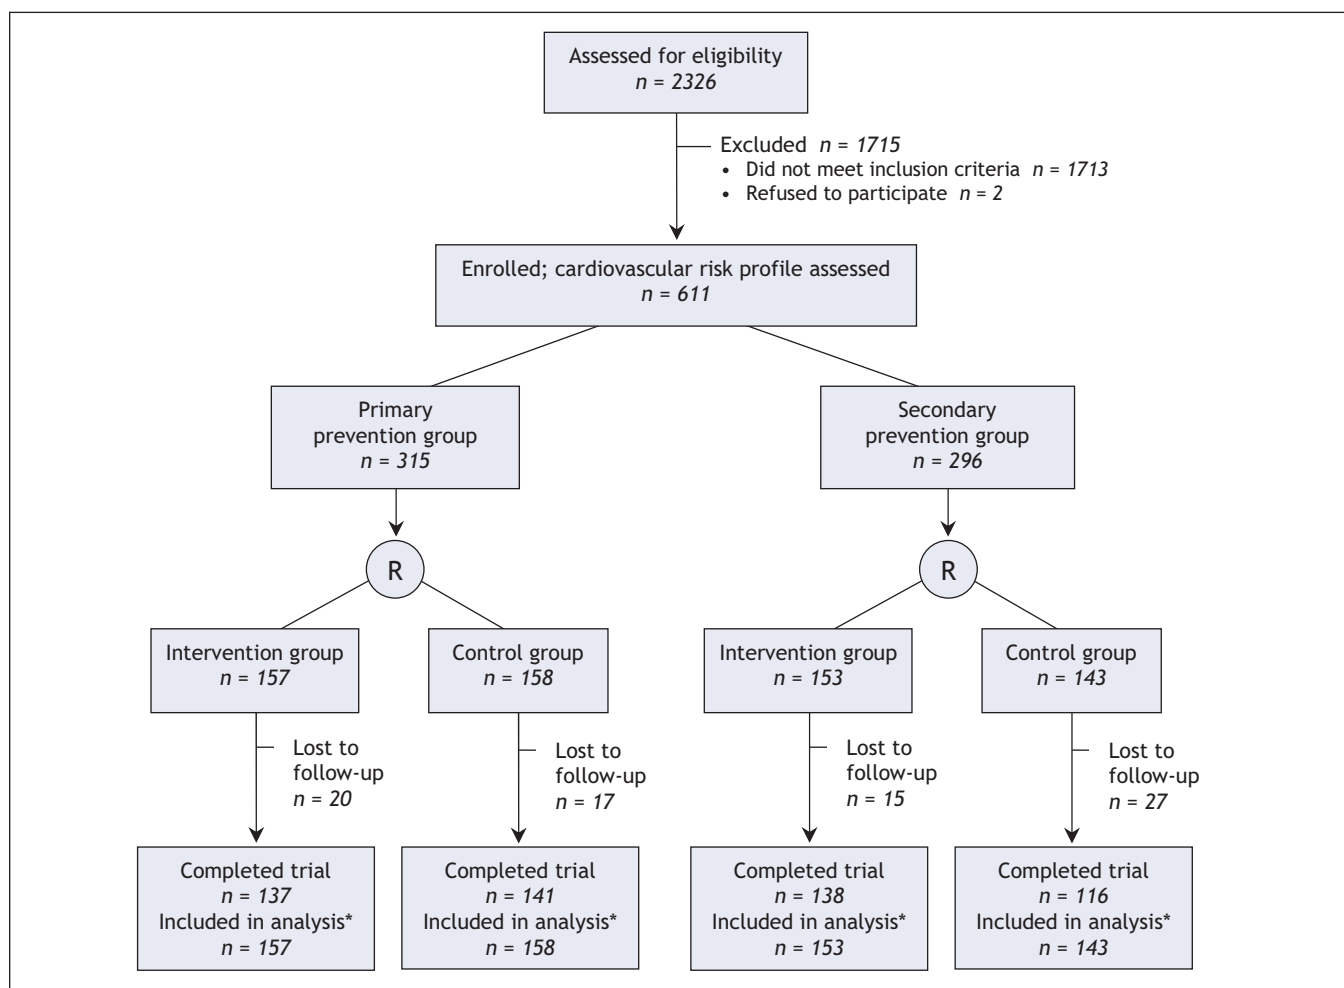 Assessed for eligibility
n = 2326
Excluded n = 1715
• Did not meet inclusion criteria n = 1713
• Refused to participate n = 2
Enrolled; cardiovascular risk profile assessed
n = 611
Primary
prevention group
n = 315
Secondary
prevention group
n = 296
R
R
Intervention group
n = 157
Control group
n = 158
Intervention group
n = 153
Control group
n = 143
Lost to
follow-up
n = 20
Lost to
follow-up
n = 17
Lost to
follow-up
n = 15
Lost to
follow-up
n = 27
Completed trial
n = 137
Included in analysis*
n = 157
Completed trial
n = 141
Included in analysis*
n = 158
Completed trial
n = 138
Included in analysis*
n = 153
Completed trial
n = 116
Included in analysis*
n = 143